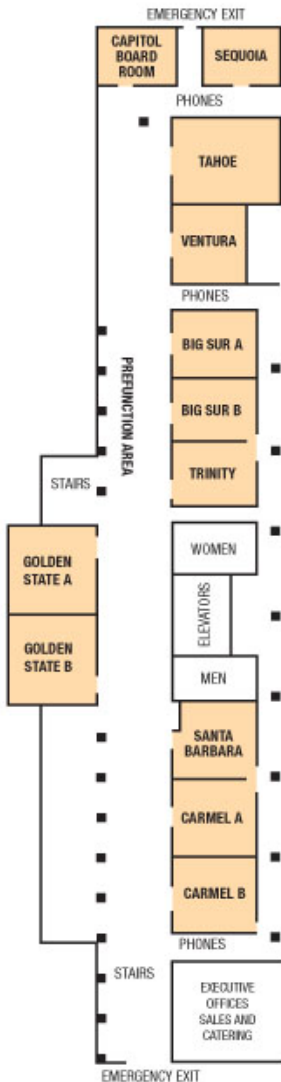 EMERGENCY EXIT
CAPITOL
BOARD
ROOM
SEQUOIA
PHONES
TAHOE
VENTURA
PHONES
BIG SUR A
PREFUNCTION AREA
BIG SUR B
TRINITY
STAIRS
WOMEN
GOLDEN
STATE A
ELEVATORS
GOLDEN
STATE B
MEN
SANTA
BARBARA
CARMEL A
CARMEL B
PHONES
STAIRS
EXECUTIVE
OFFICES
SALES AND
CATERING
EMERGENCY EXIT